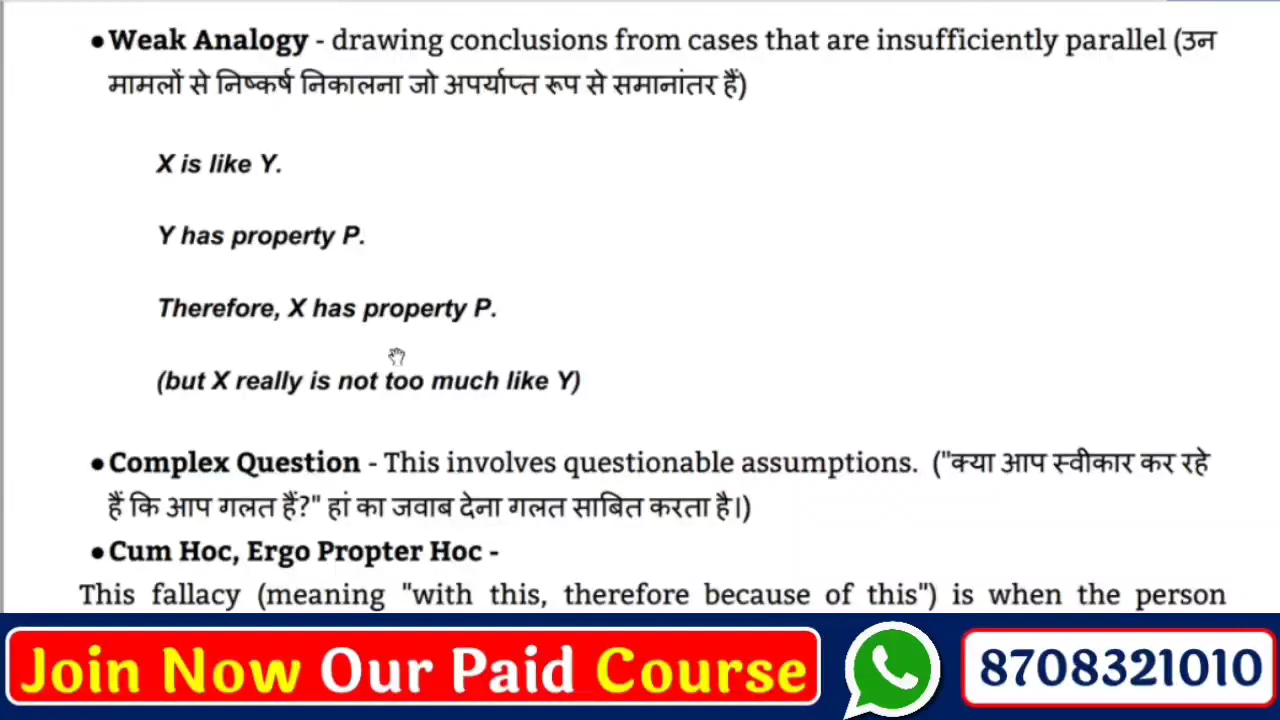 ●Weak Analogy - drawing conclusions from cases that are insufficiently parallel (उन
मामलों से निष्कर्ष निकालना जो अपर्याप्त रूप से समानांतर हैं)
X is like Y.
Y has property P.
Therefore, X has property P.
(but X really is not too much like Y)
●Complex Question - This involves questionable assumptions. ("क्या आप स्वीकार कर रहे
हैं कि आप गलत हैं?" हां का जवाब देना गलत साबित करता है।)
●Cum Hoc, Ergo Propter Hoc -
This fallacy (meaning "with this, therefore because of this") is when the person
Join Now Our Paid Course 8708321010